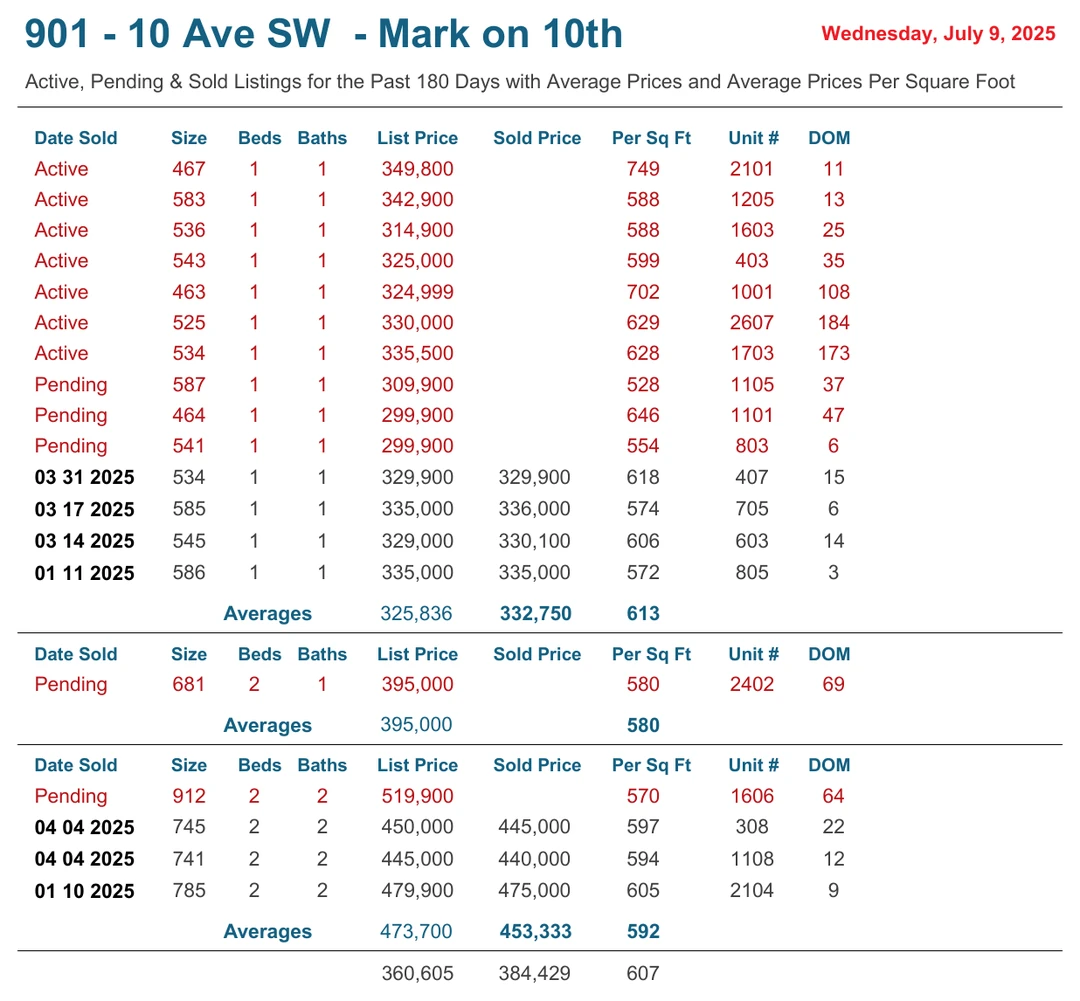 901 - 10 Ave SW - Mark on 10th Wednesday, July 9, 2025
Active, Pending & Sold Listings for the Past 180 Days with Average Prices and Average Prices Per Square Foot
Date Sold Size Beds Baths List Price Sold Price Per Sq Ft Unit # DOM
Active 467 1 1 349,800 749 2101 11
Active 583 1 1 342,900 588 1205 13
Active 536 1 1 314,900 588 1603 25
Active 543 1 1 325,000 599 403 35
Active 463 1 1 324,999 702 1001 108
Active 525 1 1 330,000 629 2607 184
Active 534 1 1 335,500 628 1703 173
Pending 587 1 1 309,900 528 1105 37
Pending 464 1 1 299,900 646 1101 47
Pending 541 1 1 299,900 554 803 6
03 31 2025 534 1 1 329,900 329,900 618 407 15
03 17 2025 585 1 1 335,000 336,000 574 705 6
03 14 2025 545 1 1 329,000 330,100 606 603 14
01 11 2025 586 1 1 335,000 335,000 572 805 3
Averages 325,836 332,750 613
Date Sold Size Beds Baths List Price Sold Price Per Sq Ft Unit # DOM
Pending 681 2 1 395,000 580 2402 69
Averages 395,000 580
Date Sold Size Beds Baths List Price Sold Price Per Sq Ft Unit # DOM
Pending 912 2 2 519,900 570 1606 64
04 04 2025 745 2 2 450,000 445,000 597 308 22
04 04 2025 741 2 2 445,000 440,000 594 1108 12
01 10 2025 785 2 2 479,900 475,000 605 2104 9
Averages 473,700 453,333 592
360,605 384,429 607